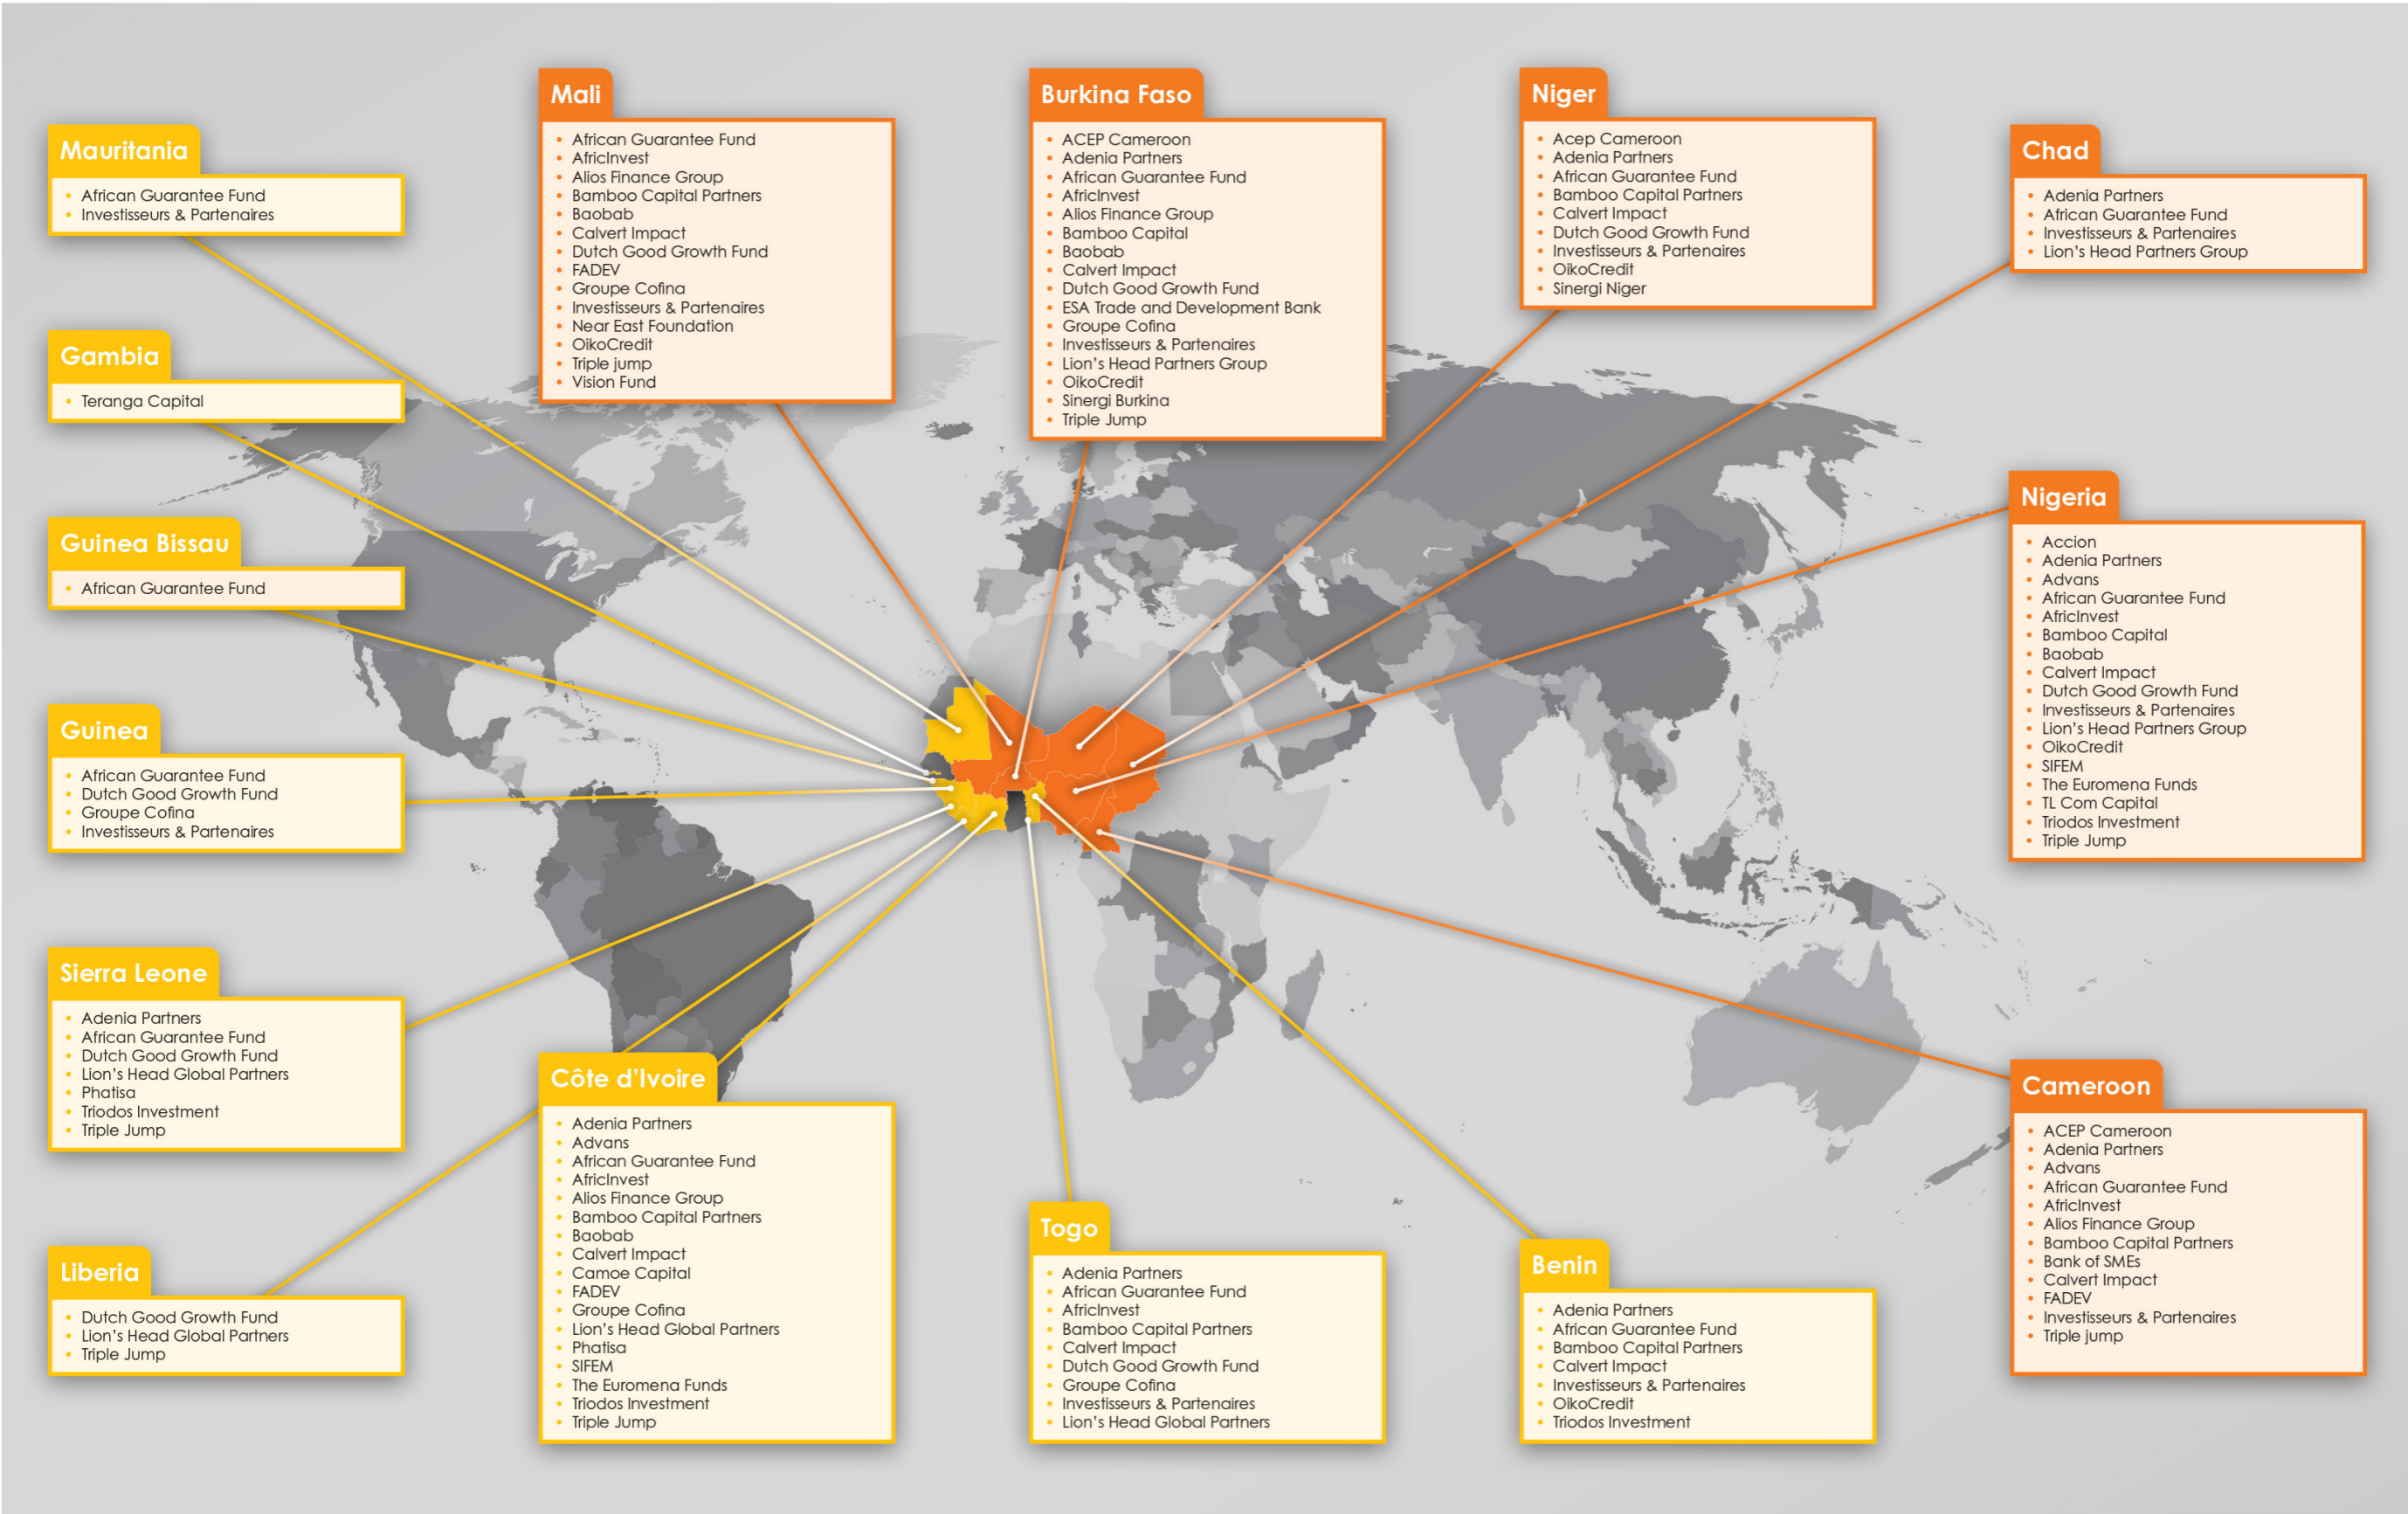 Mauritania
• African Guarantee Fund
• Investisseurs & Partenaires
Gambia
• Teranga Capital
Guinea Bissau
• African Guarantee Fund
Guinea
• African Guarantee Fund
• Dutch Good Growth Fund
• Groupe Cofina
• Investisseurs & Partenaires
Sierra Leone
• Adenia Partners
• African Guarantee Fund
• Dutch Good Growth Fund
• Lion's Head Global Partners
• Phatisa
• Triodos Investment
• Triple Jump
Liberia
• Dutch Good Growth Fund
• Lion's Head Global Partners
• Triple Jump
Mali
• African Guarantee Fund
• AfricInvest
• Alios Finance Group
• Bamboo Capital Partners
• Baobab
• Calvert Impact
• Dutch Good Growth Fund
• FADEV
• Groupe Cofina
• Investisseurs & Partenaires
• Near East Foundation
• OikoCredit
• Triple jump
• Vision Fund
Côte d'Ivoire
• Adenia Partners
• Advans
• African Guarantee Fund
• AfricInvest
• Alios Finance Group
• Bamboo Capital Partners
• Baobab
• Calvert Impact
• Camoe Capital
• FADEV
• Groupe Cofina
• Lion's Head Global Partners
• Phatisa
• SIFEM
• The Euromena Funds
• Triodos Investment
• Triple Jump
Burkina Faso
• ACEP Cameroon
• Adenia Partners
• African Guarantee Fund
• AfricInvest
• Alios Finance Group
• Bamboo Capital
• Baobab
• Calvert Impact
• Dutch Good Growth Fund
• ESA Trade and Development Bank
• Groupe Cofina
• Investisseurs & Partenaires
• Lion's Head Partners Group
• OikoCredit
• Sinergi Burkina
• Triple Jump
Togo
• Adenia Partners
• African Guarantee Fund
• AfricInvest
• Bamboo Capital Partners
• Calvert Impact
• Dutch Good Growth Fund
• Groupe Cofina
• Investisseurs & Partenaires
• Lion's Head Global Partners
Niger
• Acep Cameroon
• Adenia Partners
• African Guarantee Fund
• Bamboo Capital Partners
• Calvert Impact
• Dutch Good Growth Fund
• Investisseurs & Partenaires
• OikoCredit
• Sinergi Niger
Benin
• Adenia Partners
• African Guarantee Fund
• Bamboo Capital Partners
• Calvert Impact
• Investisseurs & Partenaires
• OikoCredit
• Triodos Investment
Chad
• Adenia Partners
• African Guarantee Fund
• Investisseurs & Partenaires
• Lion's Head Partners Group
Nigeria
• Accion
• Adenia Partners
• Advans
• African Guarantee Fund
• AfricInvest
• Bamboo Capital
• Baobab
• Calvert Impact
• Dutch Good Growth Fund
• Investisseurs & Partenaires
• Lion's Head Partners Group
• OikoCredit
• SIFEM
• The Euromena Funds
• TL Com Capital
• Triodos Investment
• Triple Jump
Cameroon
• ACEP Cameroon
• Adenia Partners
• Advans
• African Guarantee Fund
• AfricInvest
• Alios Finance Group
• Bamboo Capital Partners
• Bank of SMEs
• Calvert Impact
• FADEV
• Investisseurs & Partenaires
• Triple jump